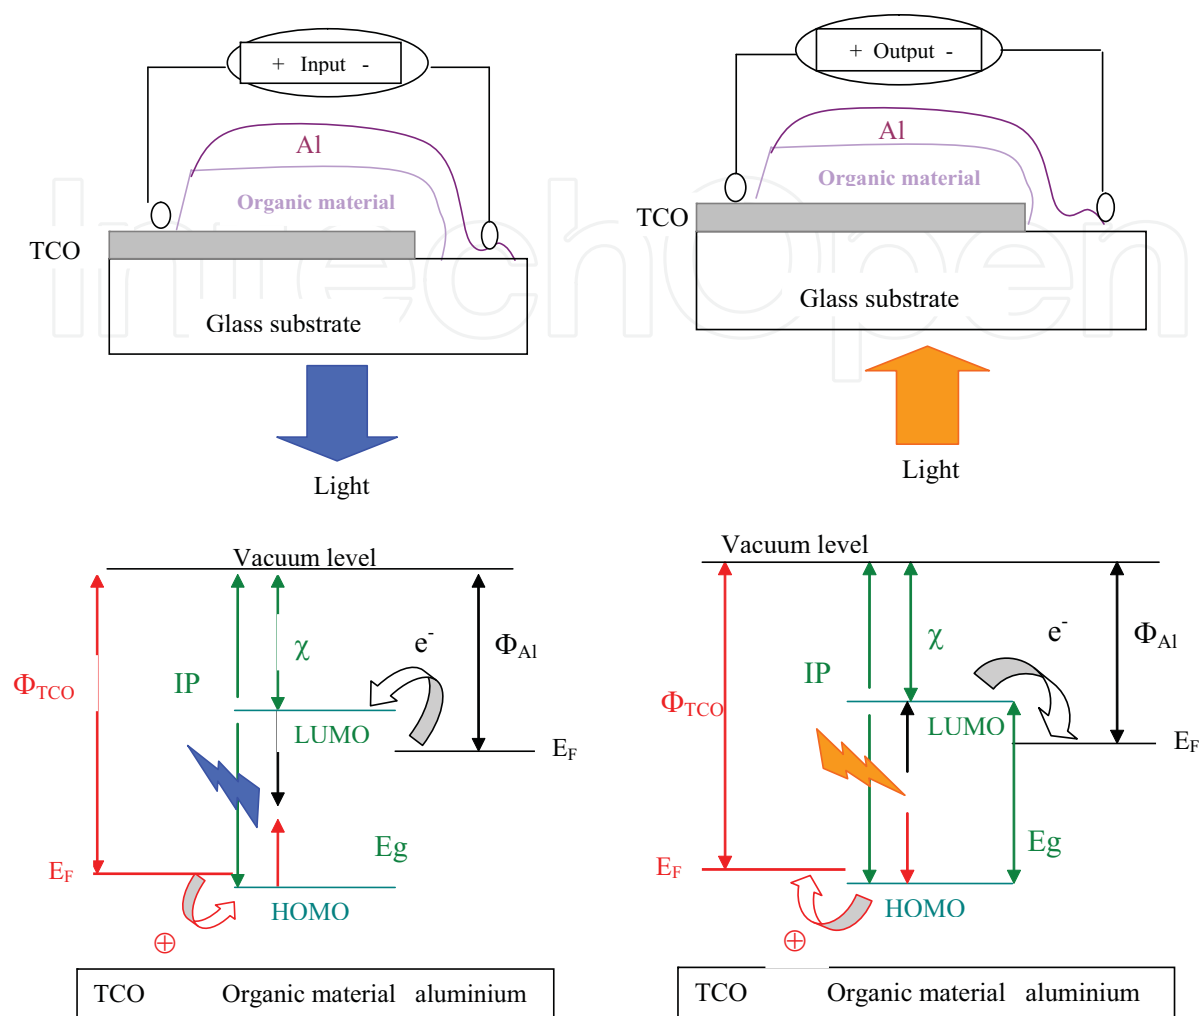 + Input -
Al
Organic material
TCO
Glass substrate
Light
+ Output -
Al
Organic material
TCO
Glass substrate
Light
IntechOpen
Vacuum level
χ
e-
ΦAl
IP
ΦTCO
LUMO
EF
Eg
EF
HOMO
⊕
TCO Organic material aluminium
Vacuum level
e-
χ
ΦAl
IP
ΦTCO
LUMO
EF
Eg
EF
HOMO
⊕
TCO Organic material aluminium